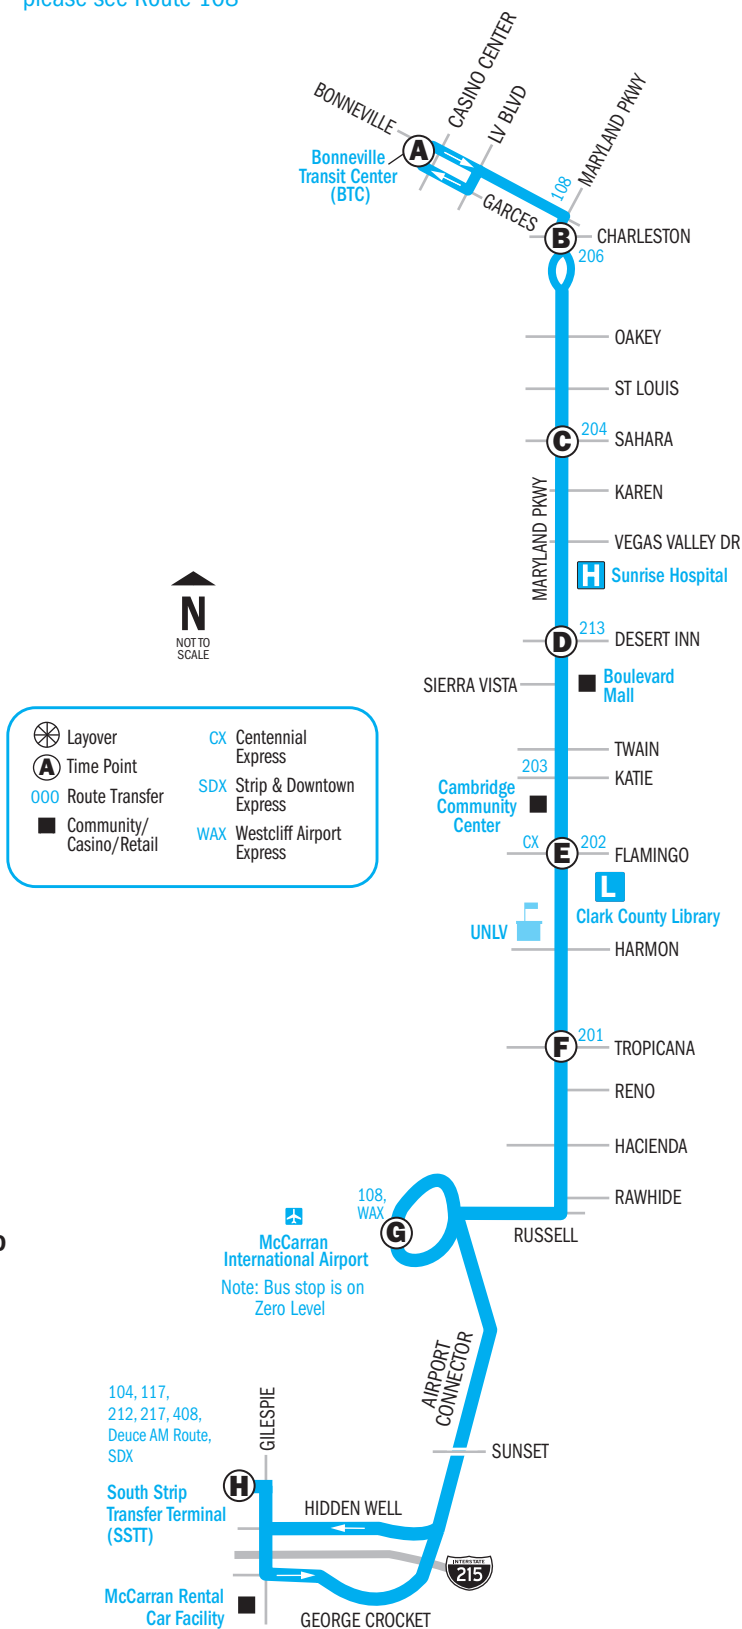 please see Route 108
BONNEVILLE
CASINO CENTER
LV BLVD
MARYLAND PKWY
A
Bonneville
Transit Center
(BTC)
GARCES
108
B
CHARLESTON
206
OAKEY
ST LOUIS
C
204
SAHARA
KAREN
MARYLAND PKWY
VEGAS VALLEY DR
H
Sunrise Hospital
N
NOT TO
SCALE
D
213
DESERT INN
SIERRA VISTA
Boulevard
Mall
Layover
A
Time Point
000
Route Transfer
Community/
Casino/Retail
CX
Centennial
Express
SDX
Strip & Downtown
Express
WAX
Westcliff Airport
Express
TWAIN
203
KATIE
Cambridge
Community
Center
CX
E
202
FLAMINGO
L
Clark County Library
UNLV
HARMON
F
201
TROPICANA
RENO
HACIENDA
RAWHIDE
RUSSELL
108,
WAX
G
McCarran
International Airport
Note: Bus stop is on
Zero Level
AIRPORT
CONNECTOR
SUNSET
104, 117,
212, 217, 408,
Deuce AM Route,
SDX
GILESPIE
H
South Strip
Transfer Terminal
(SSTT)
HIDDEN WELL
INTERSTATE
215
McCarran Rental
Car Facility
GEORGE CROCKET